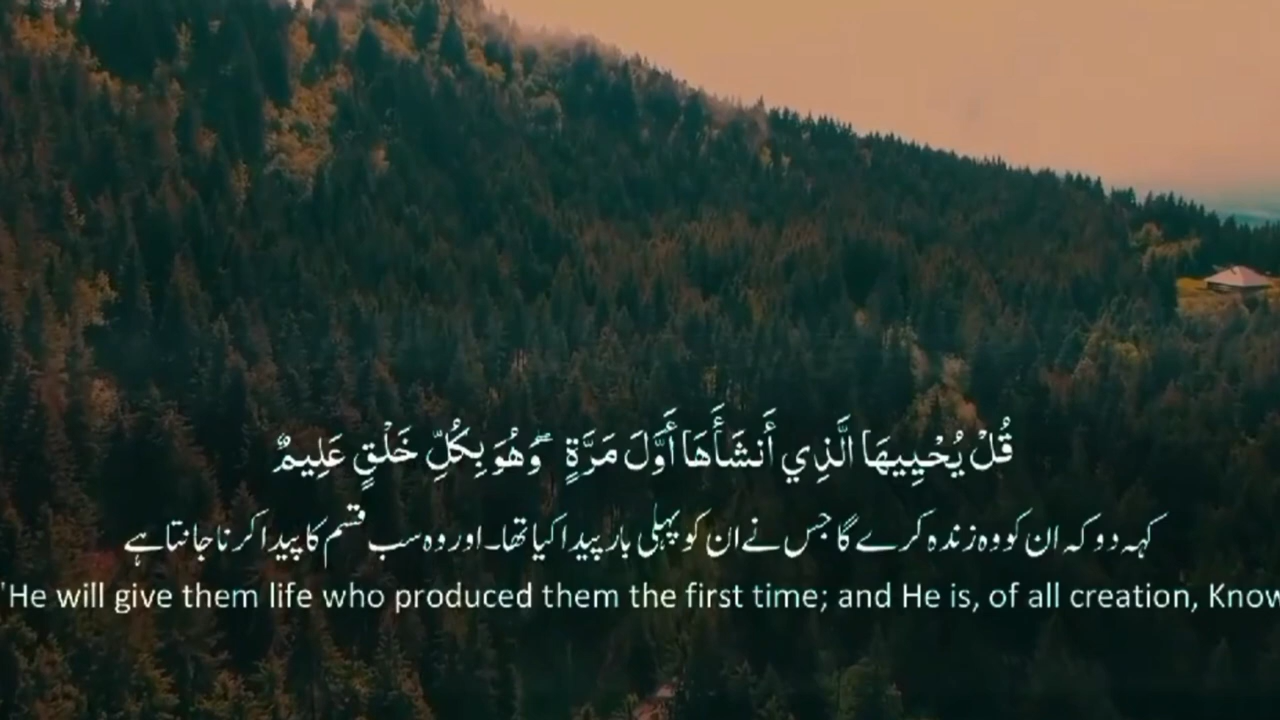 قُلْ يُحْيِيهَا الَّذِي أَنشَأَهَا أَوَّلَ مَرَّةٍ ۖ وَهُوَ بِكُلِّ خَلْقٍ عَلِيمٌ
کہہ دو کہ ان کو وہ زندہ کرے گا جس نے ان کو پہلی بار پیدا کیا تھا۔ اور وہ سب قسم کا پیدا کرنا جانتا ہے
"He will give them life who produced them the first time; and He is, of all creation, Know